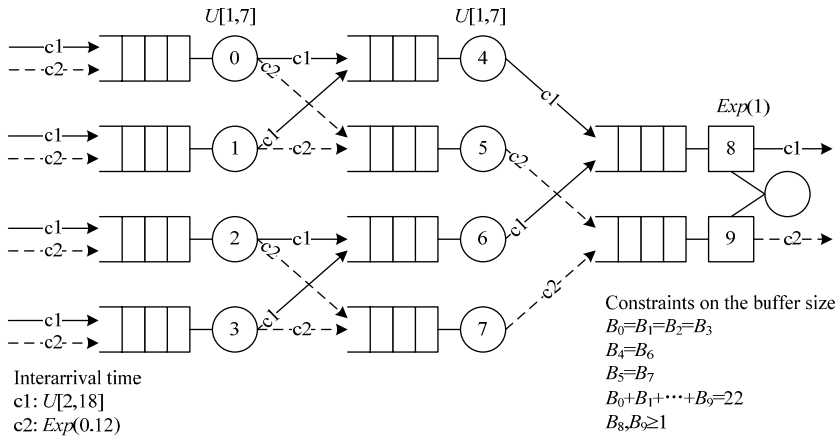 U[1,7]
U[1,7]
c1
c2
0
c1
c2
4
c1
Exp(1)
c1
c2
1
c1
c2
5
c2
8
c1
c1
c2
2
c1
c2
6
c1
9
c2
c1
c2
3
c1
c2
7
c2
Interarrival time
c1: U[2,18]
c2: Exp(0.12)
Constraints on the buffer size
B0=B1=B2=B3
B4=B6
B5=B7
B0+B1+···+B9=22
B8,B9≥1